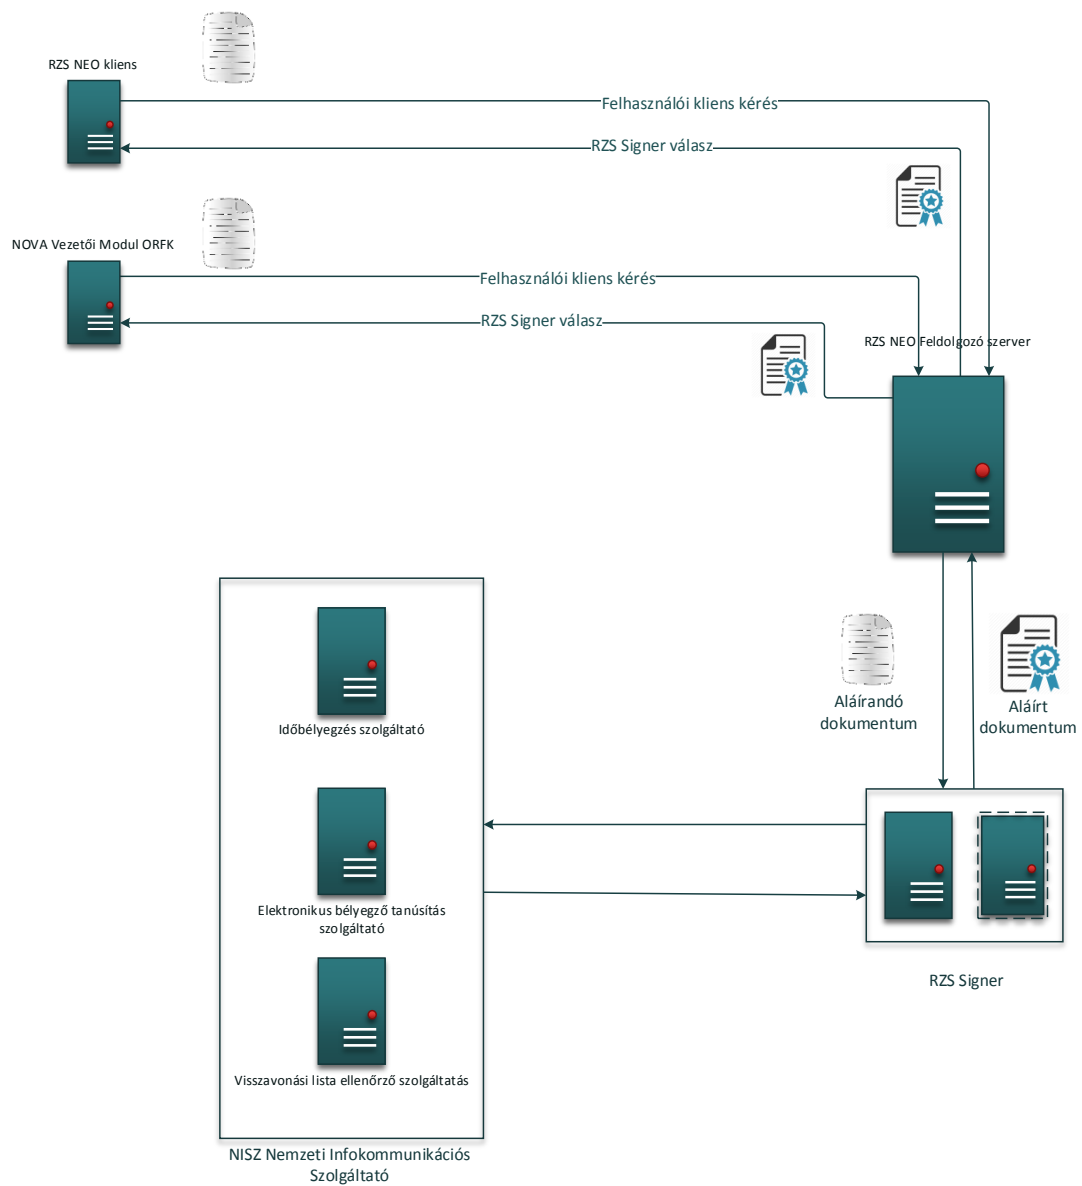 RZS NEO kliens
Felhasználói kliens kérés
RZS Signer válasz
NOVA Vezetői Modul ORFK
Felhasználói kliens kérés
RZS Signer válasz
RZS NEO Feldolgozó szerver
Aláírandó
dokumentum
Aláírt
dokumentum
Időbélyegzés szolgáltató
Elektronikus bélyegző tanúsítás
szolgáltató
RZS Signer
Visszavonási lista ellenőrző szolgáltatás
NISZ Nemzeti Infokommunikációs
Szolgáltató